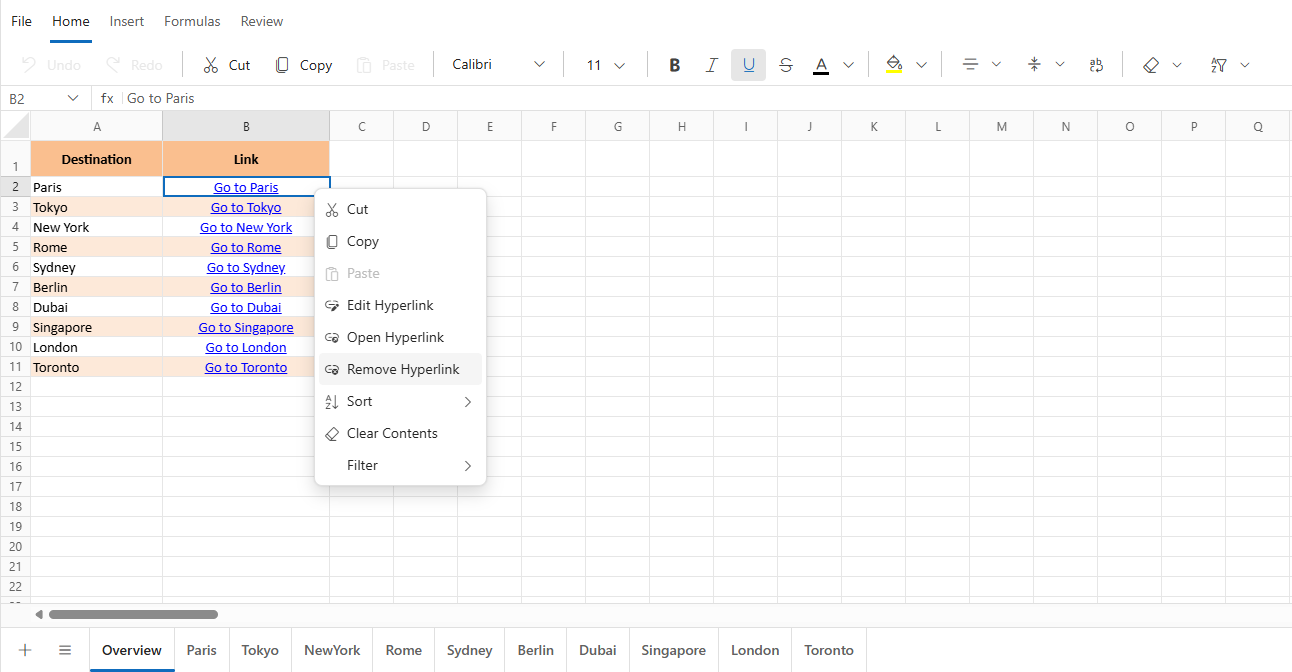 File Home Insert Formulas Review
Undo Redo Cut Copy Paste Calibri 11 B I U S A ab
B2 fx Go to Paris
A B C D E F G H I J K L M N O P Q
1 Destination Link
2 Paris Go to Paris
3 Tokyo Go to Tokyo
4 New York Go to New York
5 Rome Go to Rome
6 Sydney Go to Sydney
7 Berlin Go to Berlin
8 Dubai Go to Dubai
9 Singapore Go to Singapore
10 London Go to London
11 Toronto Go to Toronto
12
13
14
15
16
17
18
19
20
21
22
Cut
Copy
Paste
Edit Hyperlink
Open Hyperlink
Remove Hyperlink
Sort
Clear Contents
Filter
Overview Paris Tokyo NewYork Rome Sydney Berlin Dubai Singapore London Toronto